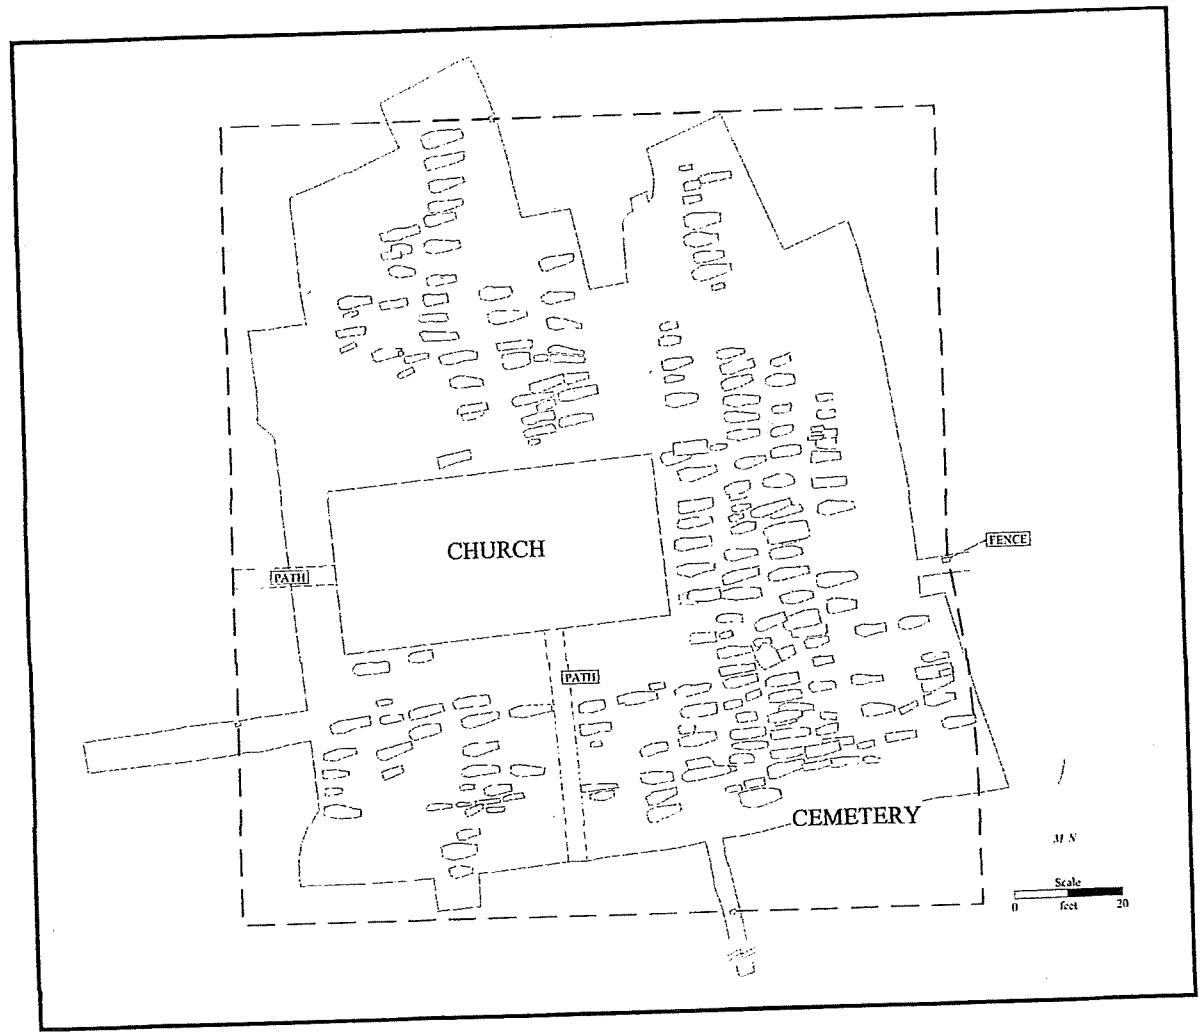 FENCE
CHURCH
PATH
PATH
CEMETERY
M N
Scale
0 feet 20